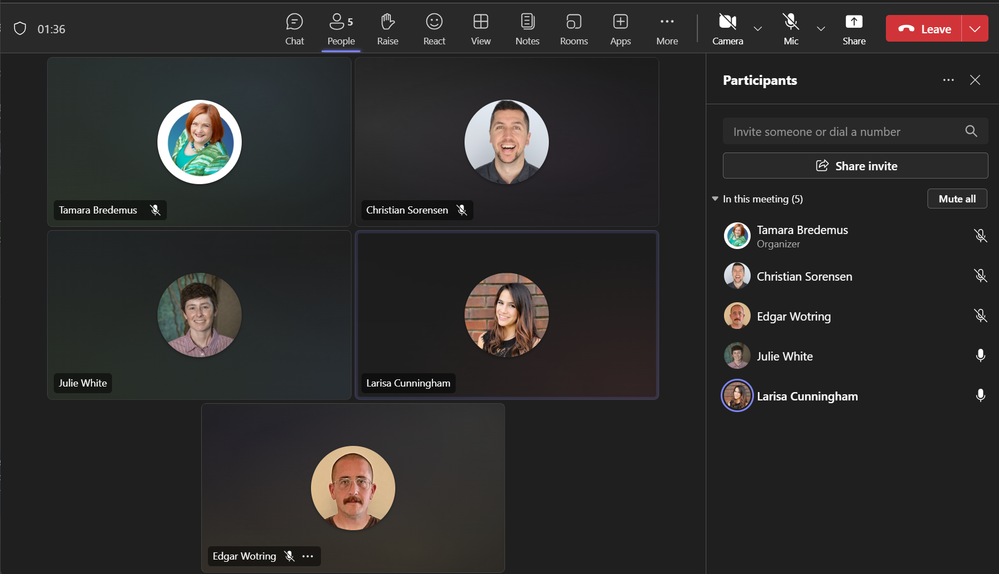 01:36
Chat
People 5
Raise
React
View
Notes
Rooms
Apps
More
Camera
Mic
Share
Leave
Tamara Bredemus
Christian Sorensen
Julie White
Larisa Cunningham
Edgar Wotring
Participants
Invite someone or dial a number
Share invite
In this meeting (5)
Mute all
Tamara Bredemus
Organizer
Christian Sorensen
Edgar Wotring
Julie White
Larisa Cunningham